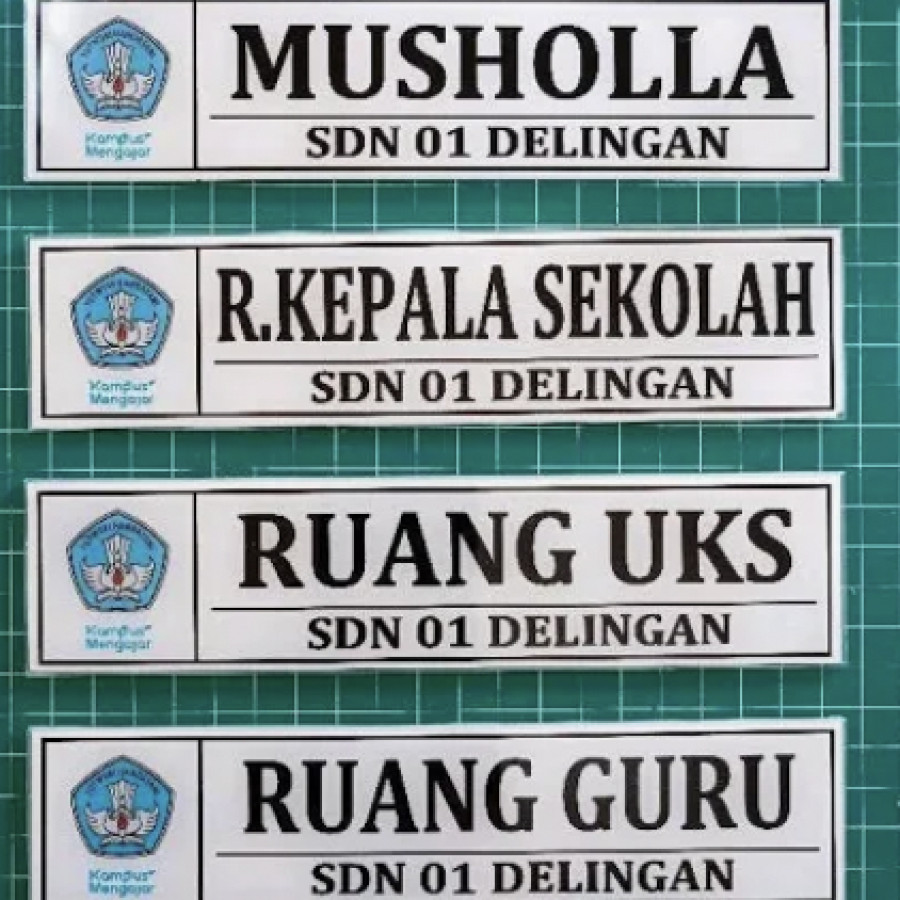 MUSHOLLA
SDN 01 DELINGAN
Kampus
Mengajar
R.KEPALA SEKOLAH
SDN 01 DELINGAN
Kampus
Mengajar
RUANG UKS
SDN 01 DELINGAN
Kampus
Mengajar
RUANG GURU
SDN 01 DELINGAN
Kampus
Mengajar